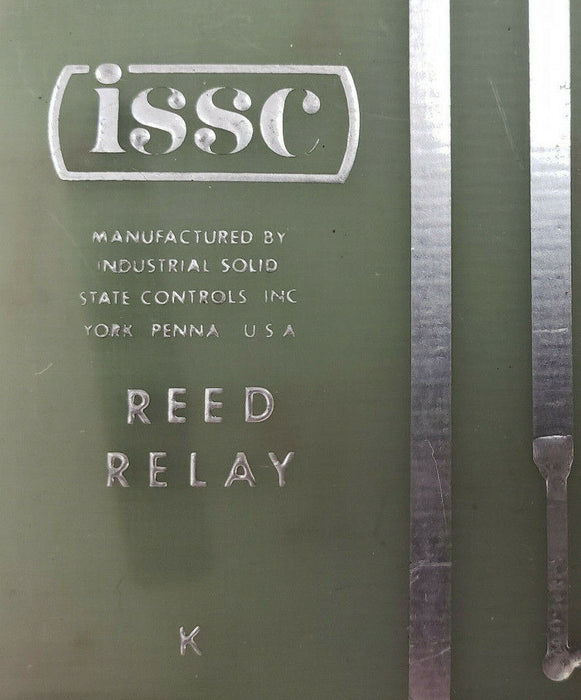 issc
MANUFACTURED BY
INDUSTRIAL SOLID
STATE CONTROLS INC
YORK PENNA U S A
REED
RELAY
K